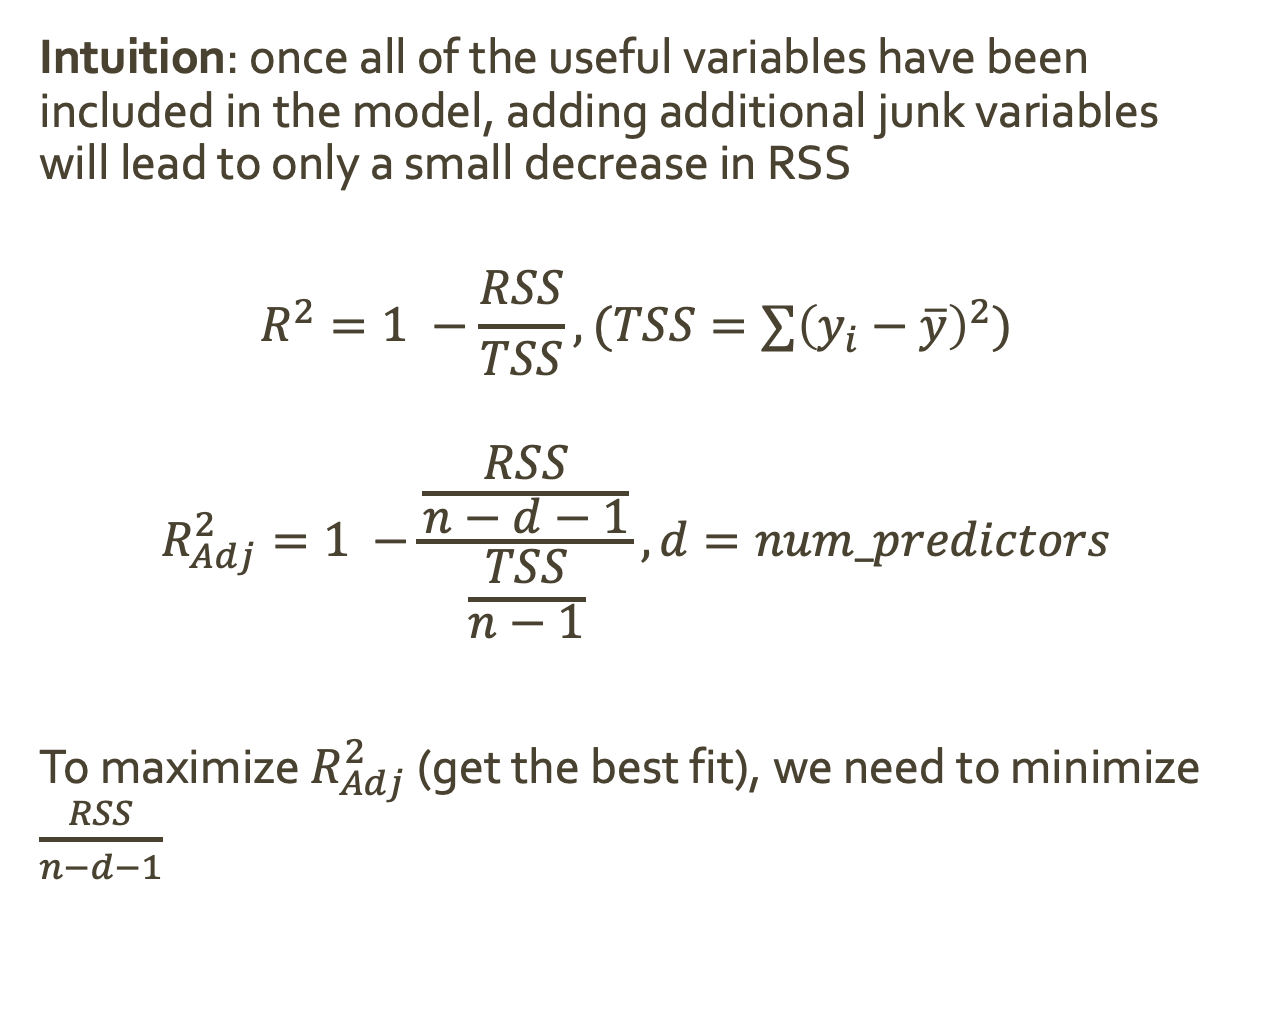 Intuition: once all of the useful variables have been
included in the model, adding additional junk variables
will lead to only a small decrease in RSS
R² = 1 − RSS/TSS, (TSS = ∑(yᵢ − ȳ)²)
R²_Adj = 1 − (RSS/(n − d − 1))/(TSS/(n − 1)), d = num_predictors
To maximize R²_Adj (get the best fit), we need to minimize
RSS/(n−d−1)